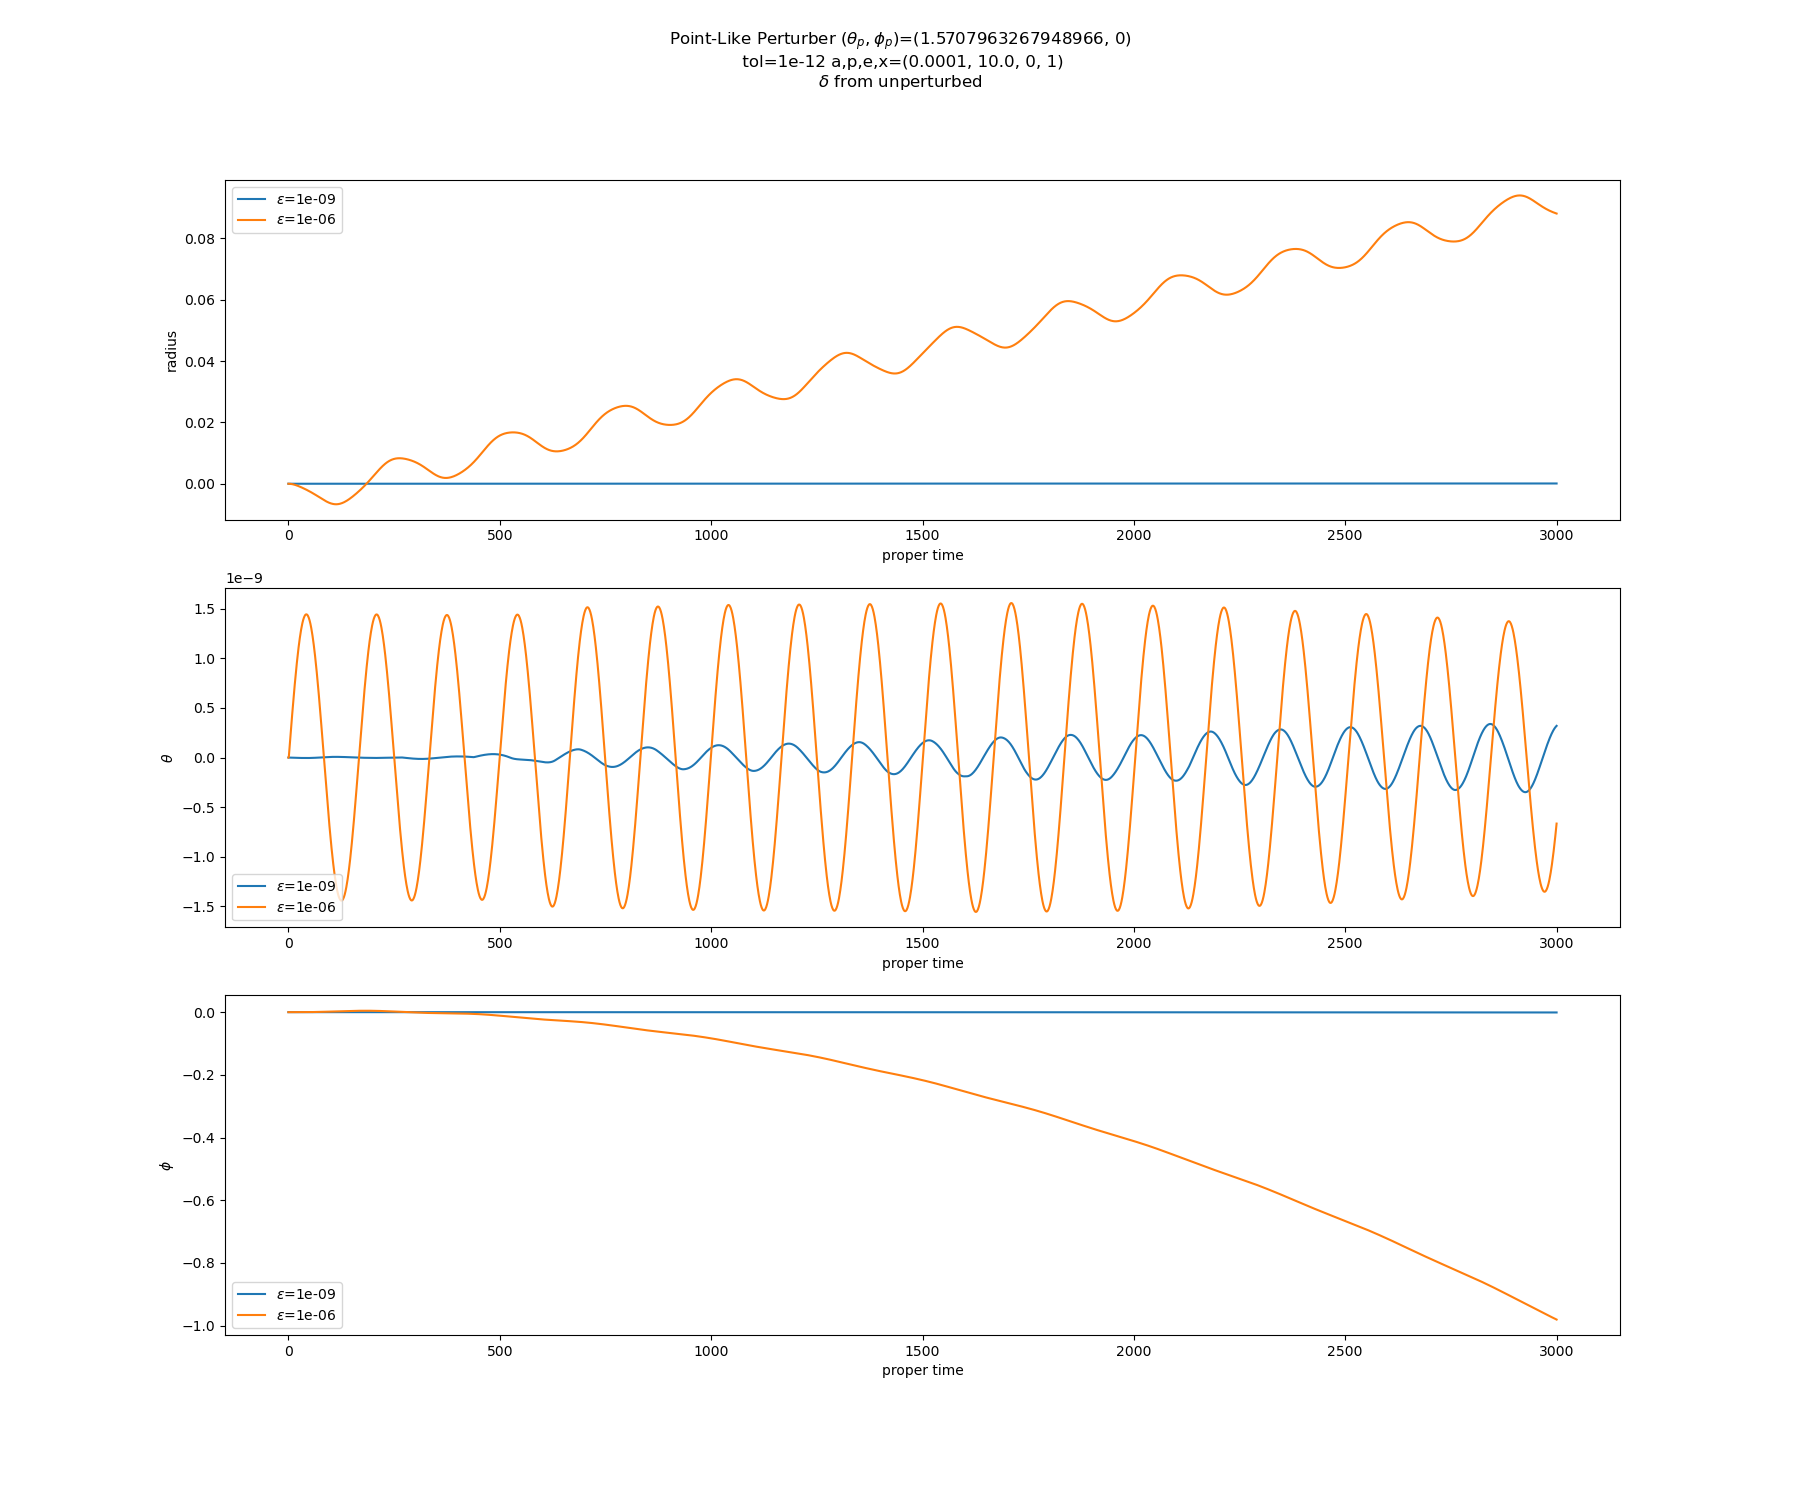 Point-Like Perturber (θp, ϕp)=(1.5707963267948966, 0)
tol=1e-12 a,p,e,x=(0.0001, 10.0, 0, 1)
δ from unperturbed
ε=1e-09
ε=1e-06
0.08
0.06
0.04
0.02
0.00
radius
0 500 1000 1500 2000 2500 3000
proper time
1e−9
1.5
1.0
0.5
0.0
−0.5
−1.0
−1.5
θ
ε=1e-09
ε=1e-06
0 500 1000 1500 2000 2500 3000
proper time
0.0
−0.2
−0.4
−0.6
−0.8
−1.0
ϕ
ε=1e-09
ε=1e-06
0 500 1000 1500 2000 2500 3000
proper time